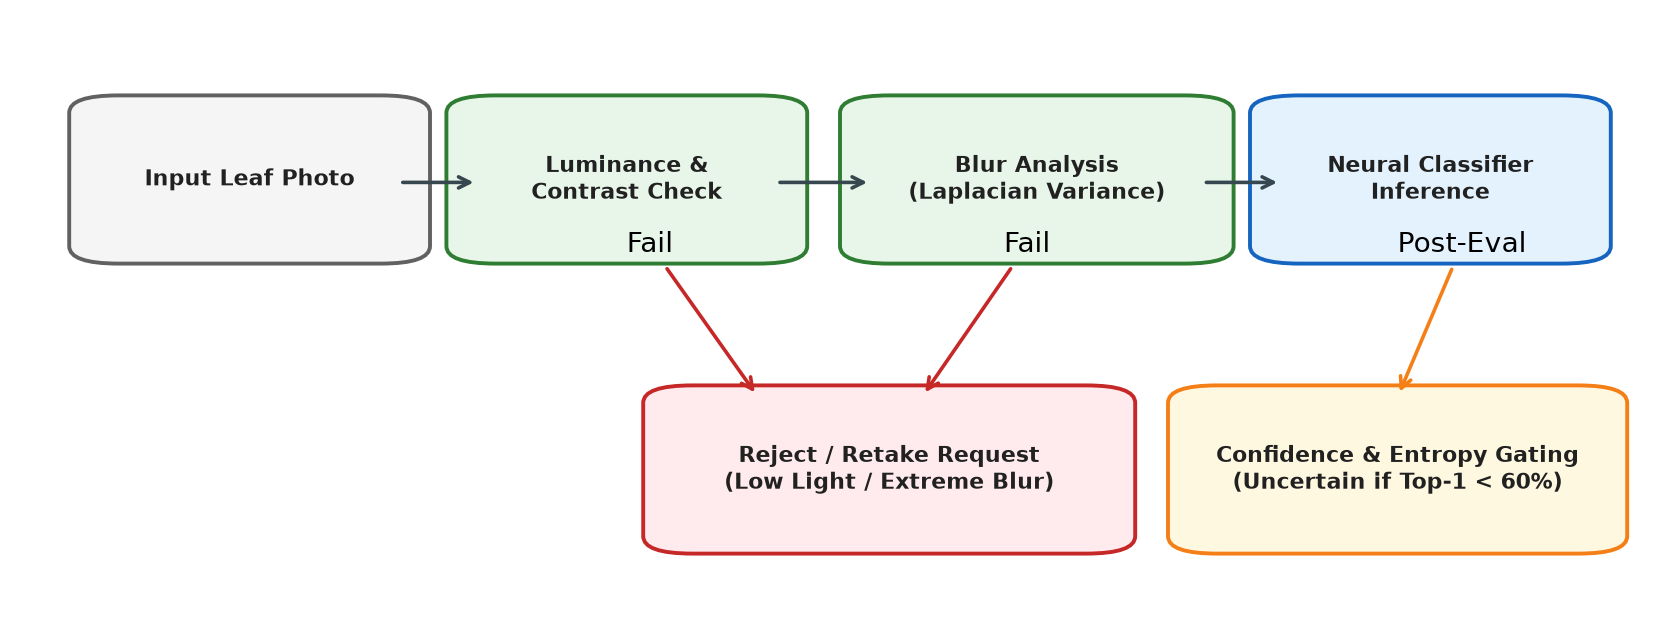 Input Leaf Photo
Luminance &
Contrast Check
Fail
Blur Analysis
(Laplacian Variance)
Fail
Neural Classifier
Inference
Post-Eval
Reject / Retake Request
(Low Light / Extreme Blur)
Confidence & Entropy Gating
(Uncertain if Top-1 < 60%)